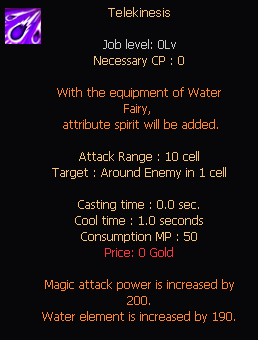 Telekinesis
Job level: 0Lv
Necessary CP : 0
With the equipment of Water
Fairy,
attribute spirit will be added.
Attack Range : 10 cell
Target : Around Enemy in 1 cell
Casting time : 0.0 sec.
Cool time : 1.0 seconds
Consumption MP : 50
Price: 0 Gold
Magic attack power is increased by
200.
Water element is increased by 190.